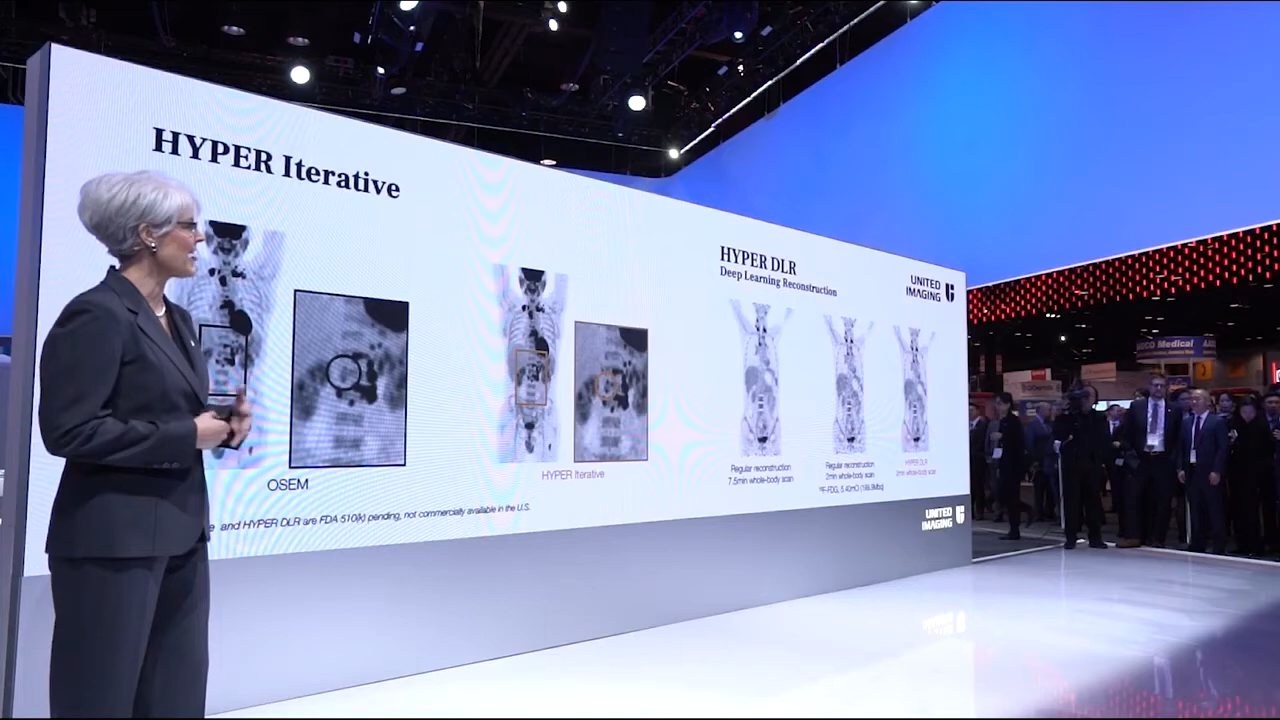 HYPER Iterative
OSEM
HYPER Iterative
and HYPER DLR are FDA 510(k) pending, not commercially available in the U.S.
HYPER DLR
Deep Learning Reconstruction
UNITED
IMAGING
Regular reconstruction
7.5min whole-body scan
Regular reconstruction
2min whole-body scan
HYPER DLR
2min whole-body scan
UNITED
IMAGING
Medical